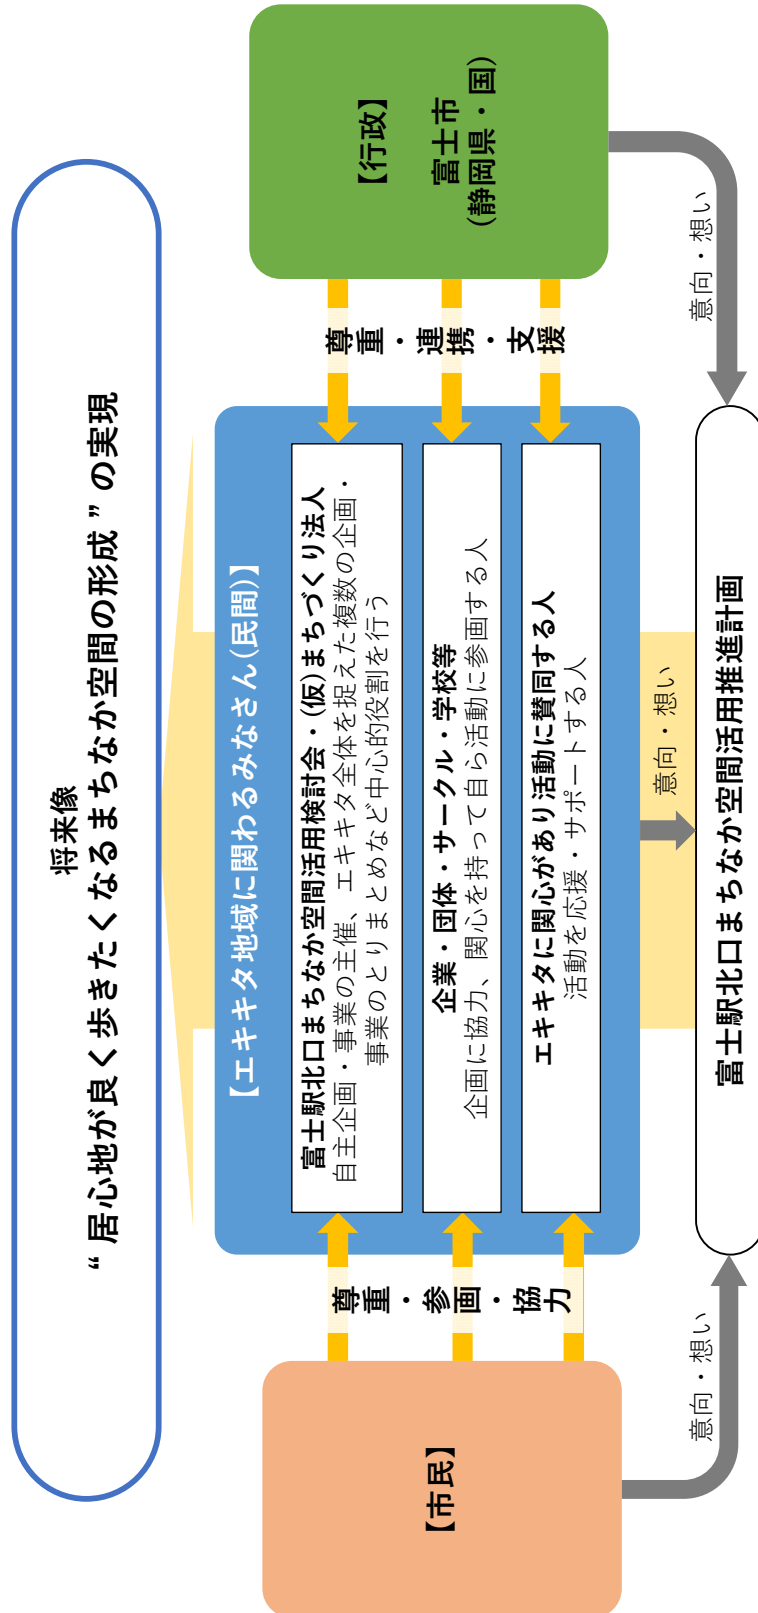 将来像
“ 居心地が良く歩きたくなるまちなか空間の形成 ” の実現
【エキキタ地域に関わるみなさん(民間)】
富士駅北口まちなか空間活用検討会・(仮)まちづくり法人
自主企画・事業の主催、エキキタ全体を捉えた複数の企画・
事業のとりまとめなど中心的役割を行う
企業・団体・サークル・学校等
企画に協力、関心を持って自ら活動に参画する人
エキキタに関心があり活動に賛同する人
活動を応援・サポートする人
【市民】
尊重・参画・協力
尊重・連携・支援
【行政】
富士市
(静岡県・国)
意向・想い
意向・想い
意向・想い
富士駅北口まちなか空間活用推進計画